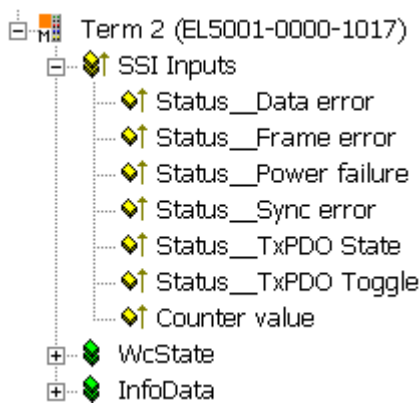 Term 2 (EL5001-0000-1017)
SSI Inputs
Status__Data error
Status__Frame error
Status__Power failure
Status__Sync error
Status__TxPDO State
Status__TxPDO Toggle
Counter value
WcState
InfoData